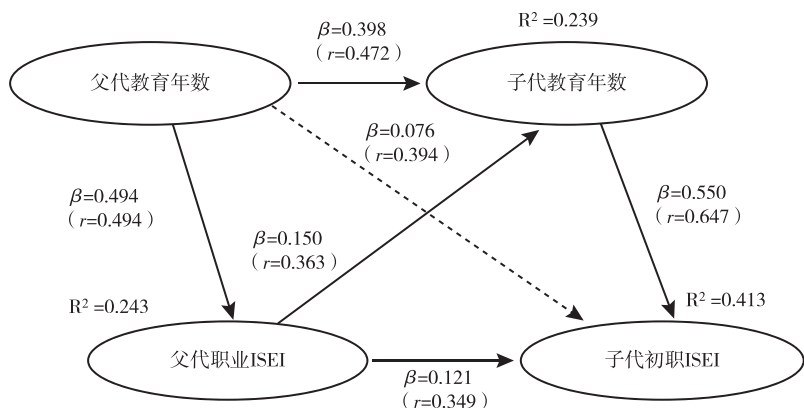 β=0.398
（r=0.472）
R² =0.239
父代教育年数
子代教育年数
β=0.076
（r=0.394）
β=0.494
（r=0.494）
β=0.550
（r=0.647）
β=0.150
（r=0.363）
R² =0.243
R² =0.413
父代职业ISEI
子代初职ISEI
β=0.121
（r=0.349）